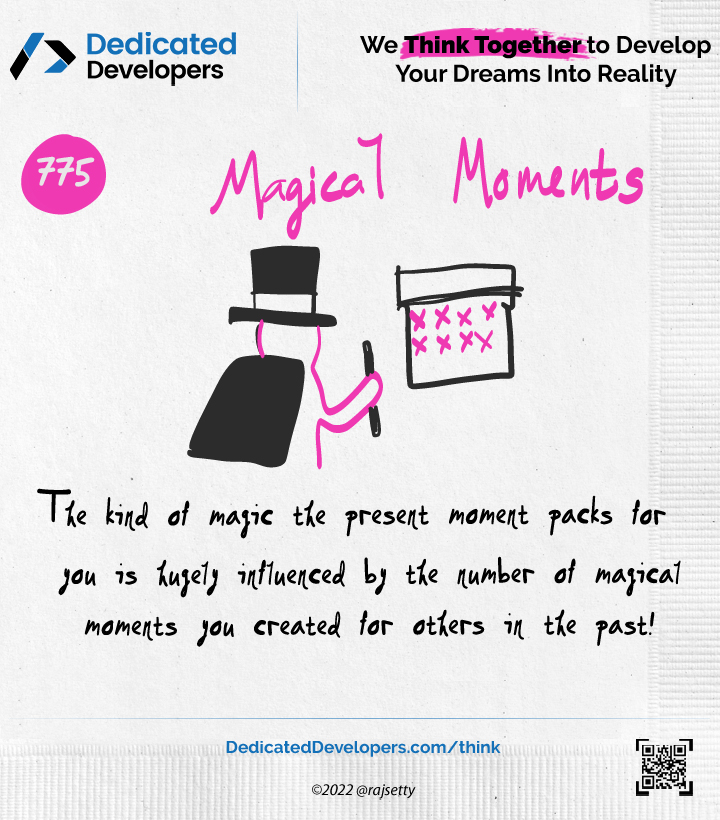 Dedicated
Developers
We Think Together to Develop
Your Dreams Into Reality
775
Magical Moments
The kind of magic the present moment packs for
you is hugely influenced by the number of magical
moments you created for others in the past!
DedicatedDevelopers.com/think
©2022 @rajsetty